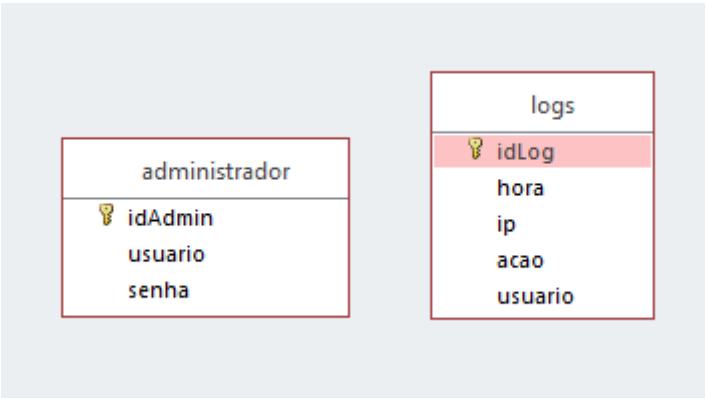 administrador
idAdmin
usuario
senha
logs
idLog
hora
ip
acao
usuario